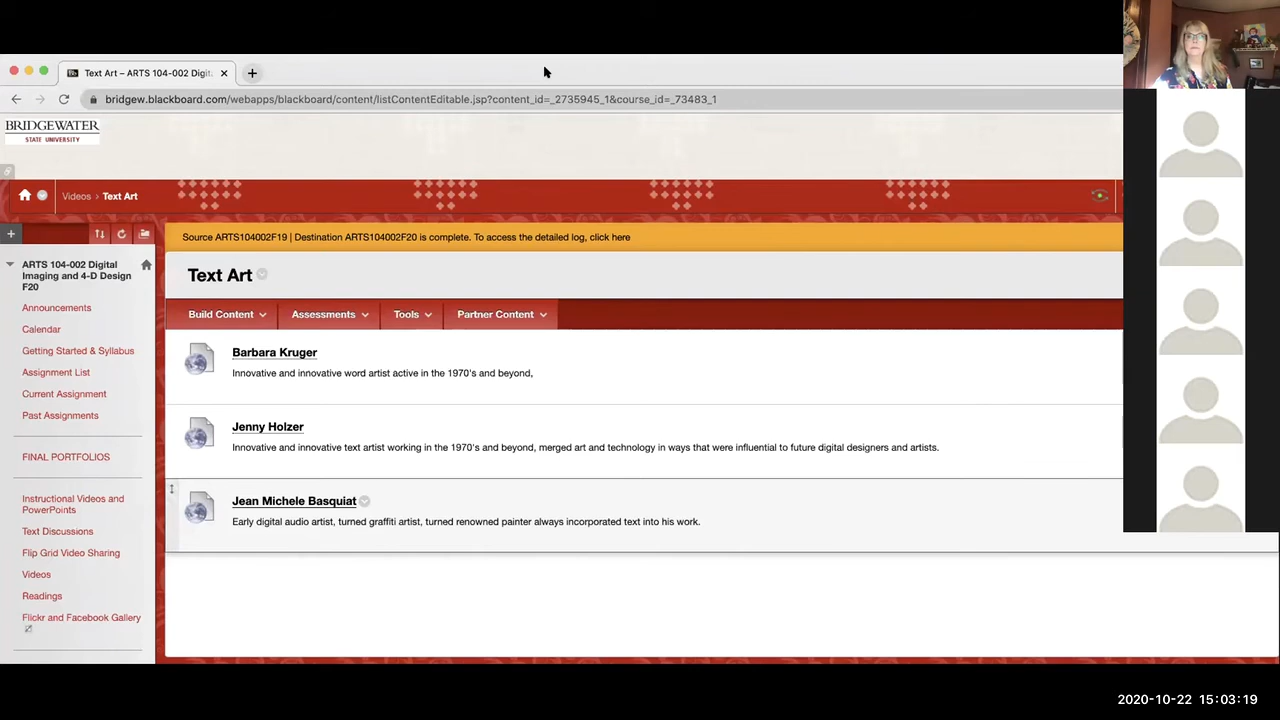 Text Art – ARTS 104-002 Digit
bridgew.blackboard.com/webapps/blackboard/content/listContentEditable.jsp?content_id=_2735945_1&course_id=_73483_1
BRIDGEWATER
STATE UNIVERSITY
Videos > Text Art
Source ARTS104002F19 | Destination ARTS104002F20 is complete. To access the detailed log, click here
ARTS 104-002 Digital
Imaging and 4-D Design
F20
Announcements
Calendar
Getting Started & Syllabus
Assignment List
Current Assignment
Past Assignments
FINAL PORTFOLIOS
Instructional Videos and
PowerPoints
Text Discussions
Flip Grid Video Sharing
Videos
Readings
Flickr and Facebook Gallery
Text Art
Build Content
Assessments
Tools
Partner Content
Barbara Kruger
Innovative and innovative word artist active in the 1970's and beyond,
Jenny Holzer
Innovative and innovative text artist working in the 1970's and beyond, merged art and technology in ways that were influential to future digital designers and artists.
Jean Michele Basquiat
Early digital audio artist, turned graffiti artist, turned renowned painter always incorporated text into his work.
2020-10-22 15:03:19